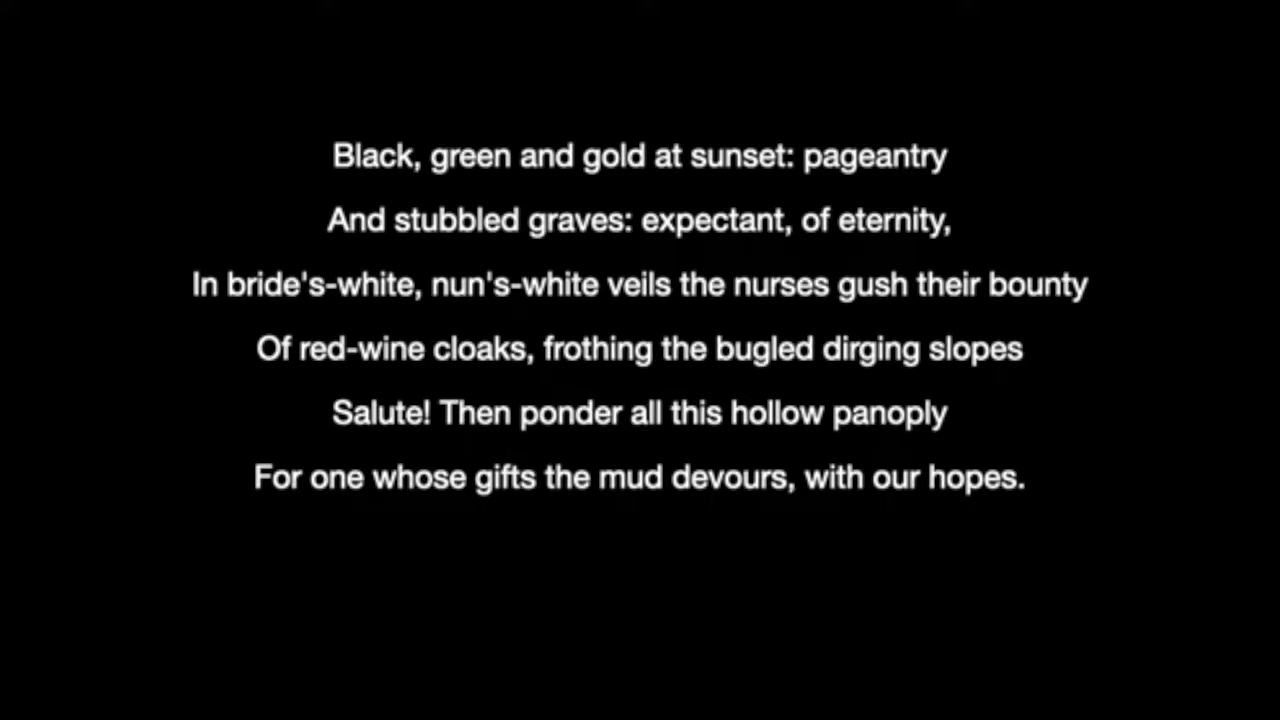 Black, green and gold at sunset: pageantry
And stubbled graves: expectant, of eternity,
In bride's-white, nun's-white veils the nurses gush their bounty
Of red-wine cloaks, frothing the bugled dirging slopes
Salute! Then ponder all this hollow panoply
For one whose gifts the mud devours, with our hopes.